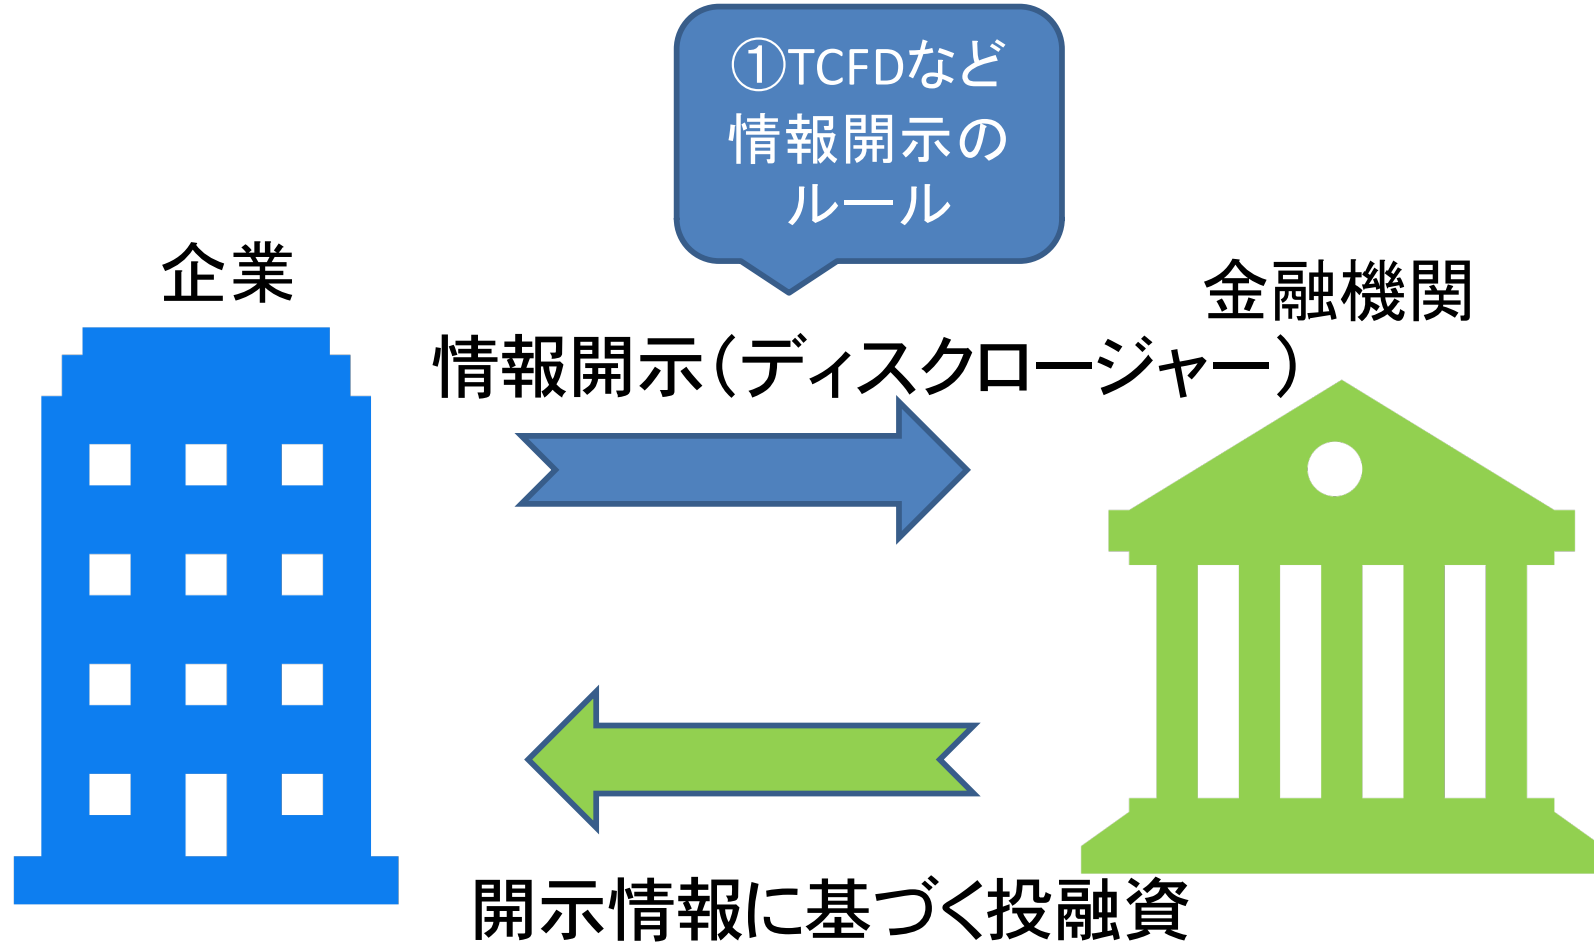 ①TCFDなど
情報開示の
ルール
企業
金融機関
情報開示（ディスクロージャー）
開示情報に基づく投融資